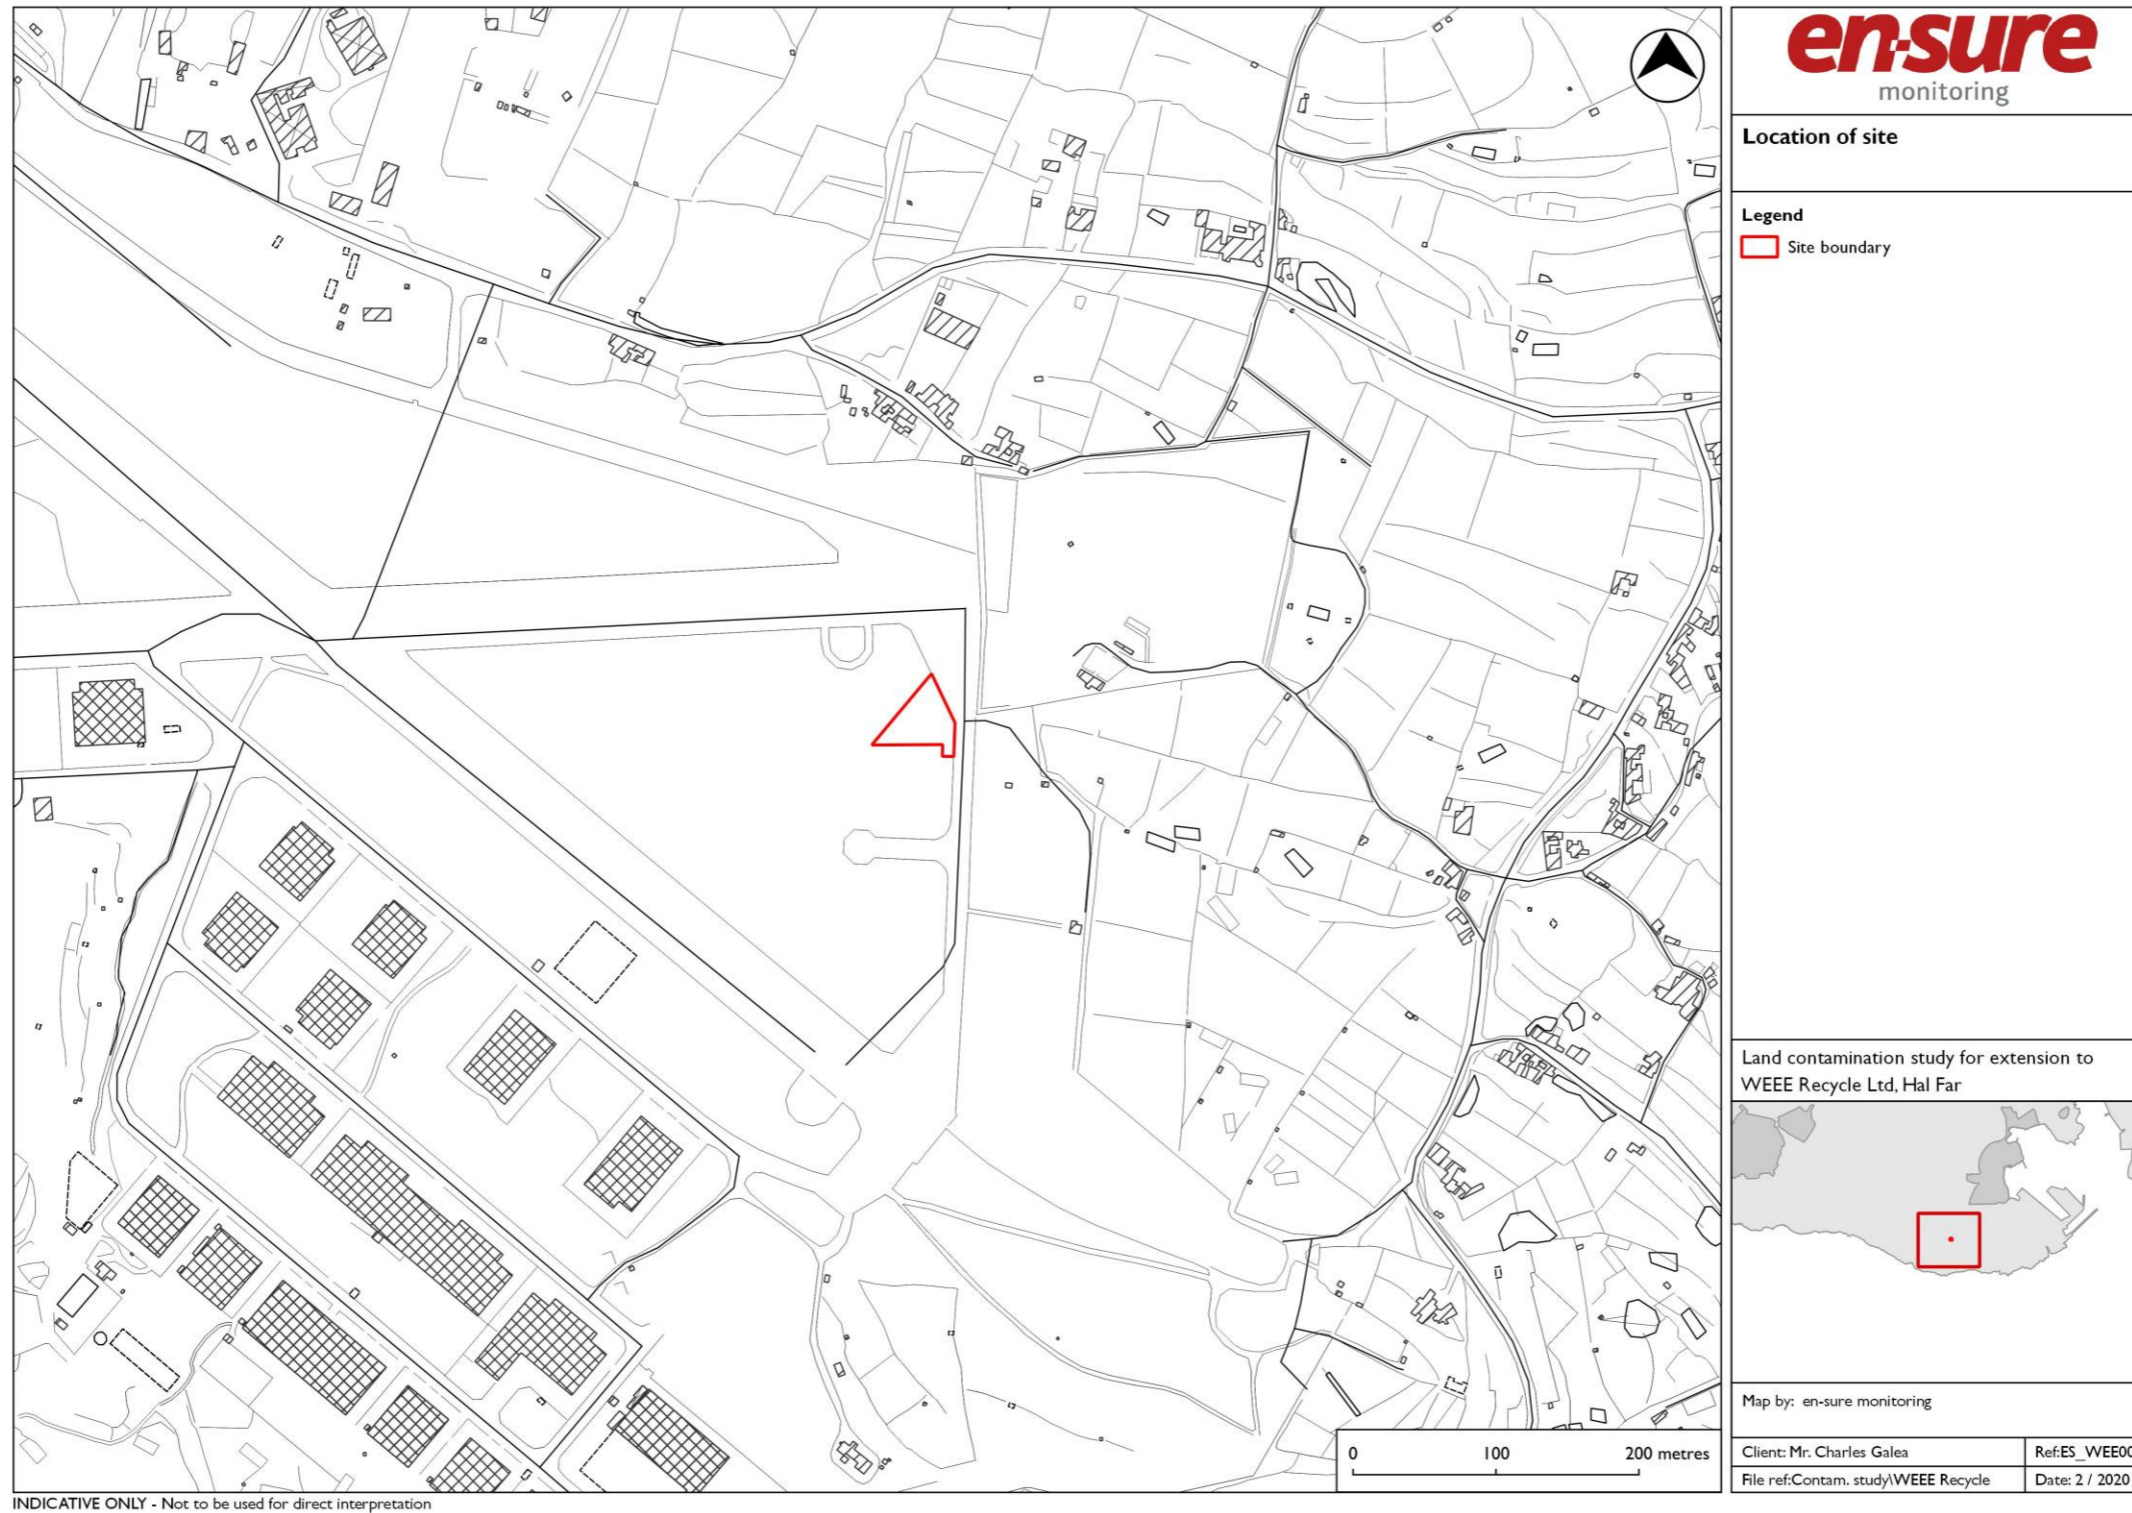 en-sure
monitoring
Location of site
Legend
Site boundary
Land contamination study for extension to
WEEE Recycle Ltd, Hal Far
Map by: en-sure monitoring
Client: Mr. Charles Galea
Ref:ES_WEE00
File ref:Contam. study\WEEE Recycle
Date: 2 / 2020
0 100 200 metres
INDICATIVE ONLY - Not to be used for direct interpretation